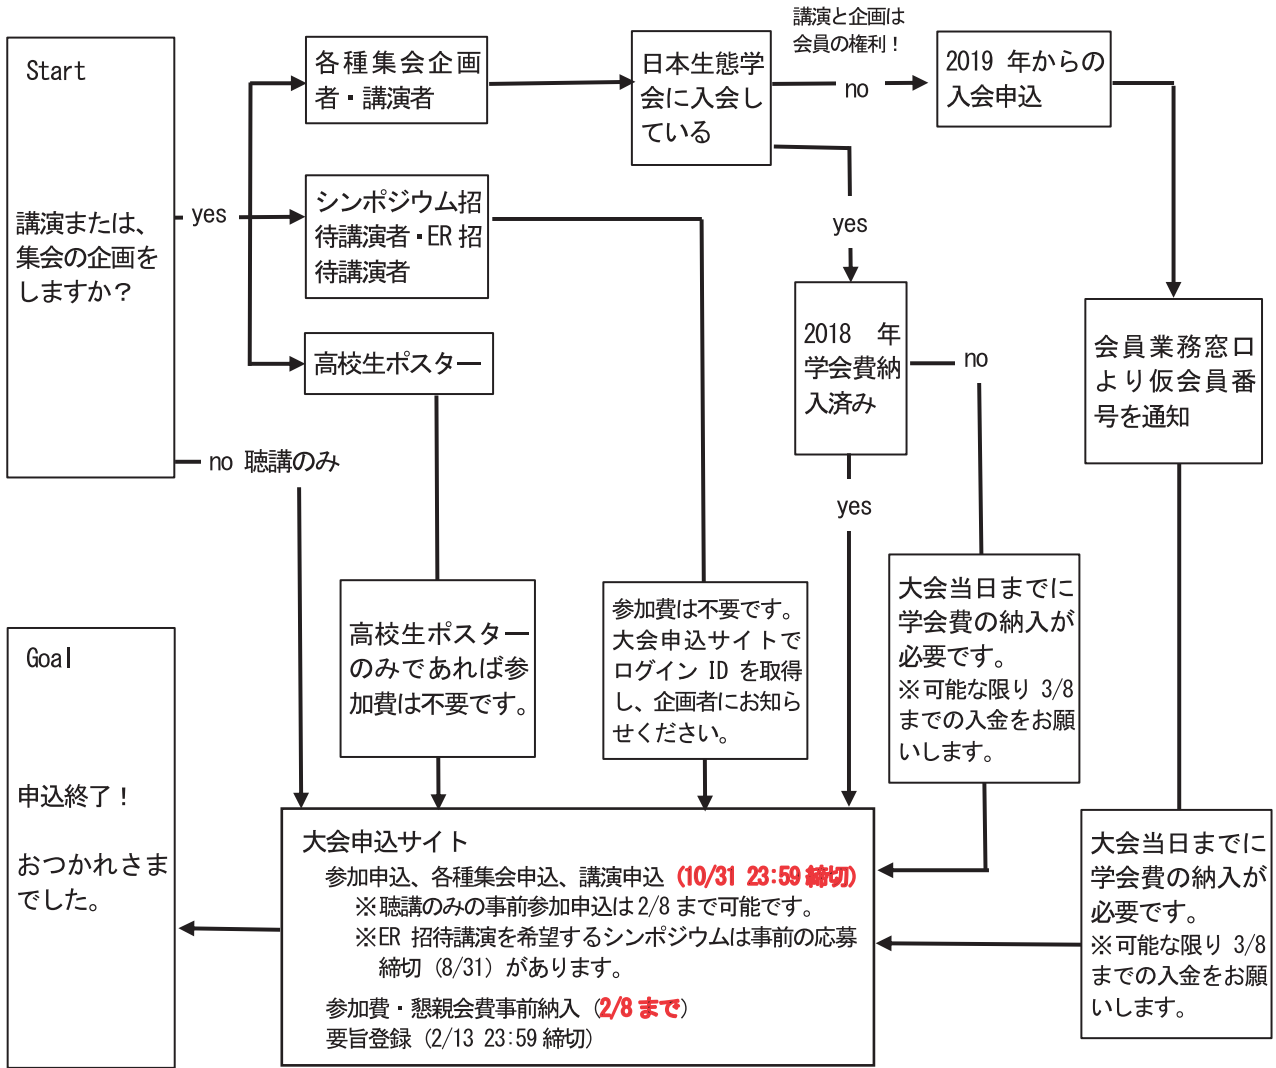 Start
講演または、
集会の企画を
しますか？
yes
no 聴講のみ
各種集会企画
者・講演者
シンポジウム招
待講演者・ER 招
待講演者
高校生ポスター
日本生態学
会に入会し
ている
講演と企画は
会員の権利！
no
2019 年からの
入会申込
yes
2018 年
学会費納
入済み
no
yes
会員業務窓口
より仮会員番
号を通知
高校生ポスター
のみであれば参
加費は不要です。
参加費は不要です。
大会申込サイトで
ログイン ID を取得
し、企画者にお知ら
せください。
大会当日までに
学会費の納入が
必要です。
※可能な限り 3/8
までの入金をお願
いします。
大会当日までに
学会費の納入が
必要です。
※可能な限り 3/8
までの入金をお願
いします。
大会申込サイト
参加申込、各種集会申込、講演申込 (10/31 23:59 締切)
※聴講のみの事前参加申込は 2/8 まで可能です。
※ER 招待講演を希望するシンポジウムは事前の応募
締切 (8/31) があります。
参加費・懇親会費事前納入 (2/8 まで)
要旨登録 (2/13 23:59 締切)
Goal
申込終了！
おつかれさま
でした。